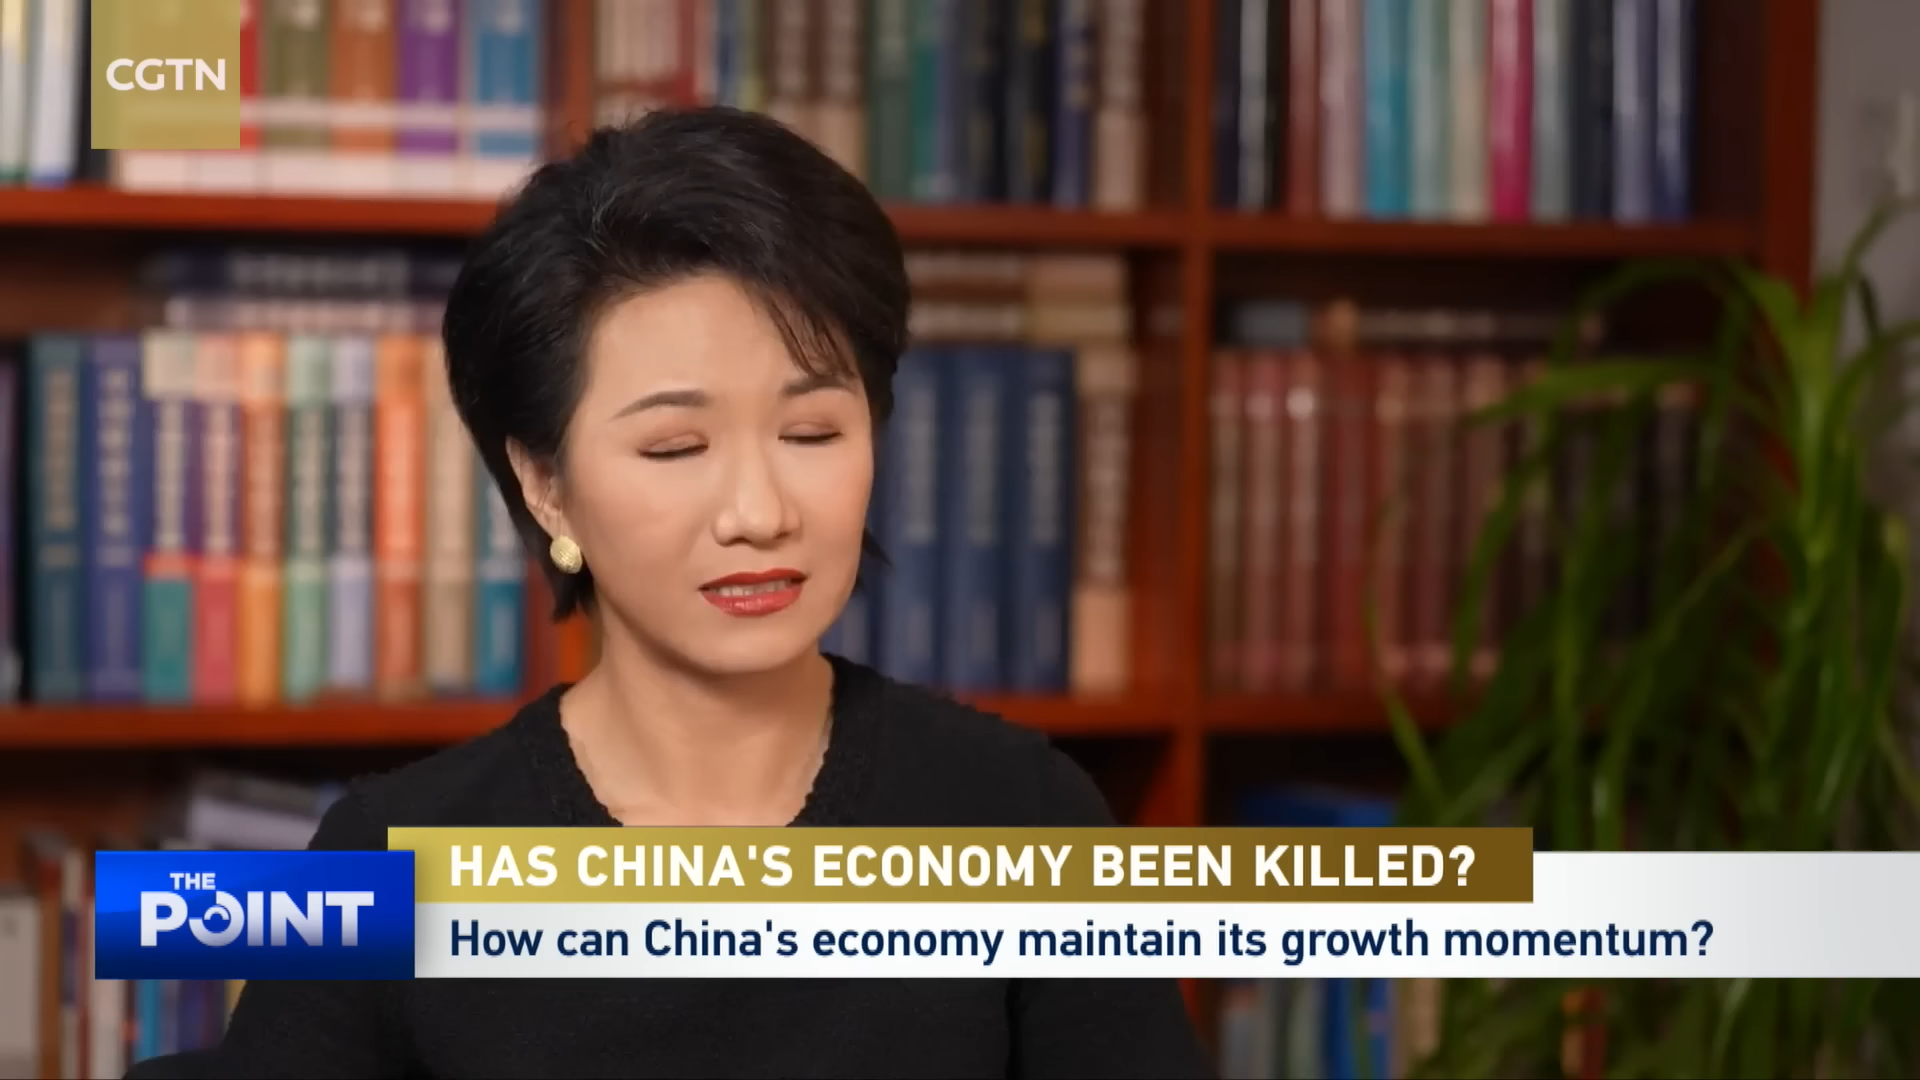 CGTN
THE
POINT
HAS CHINA'S ECONOMY BEEN KILLED?
How can China's economy maintain its growth momentum?